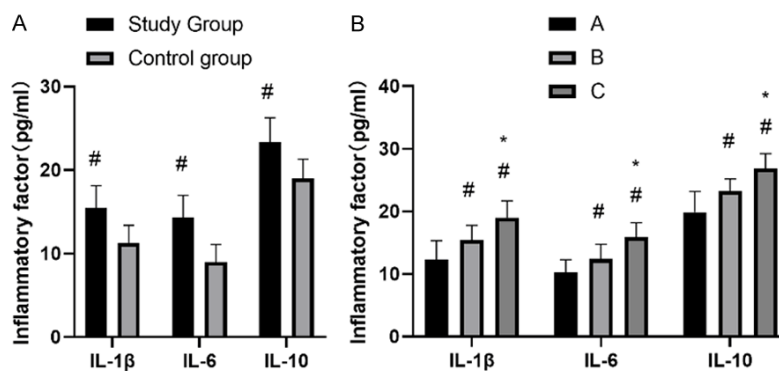 A
Study Group
Control group
Inflammatory factor(pg/ml)
30
20
10
0
#
#
#
IL-1β
IL-6
IL-10
B
A
B
C
Inflammatory factor(pg/ml)
40
30
20
10
0
#
*
#
#
*
#
#
*
#
IL-1β
IL-6
IL-10